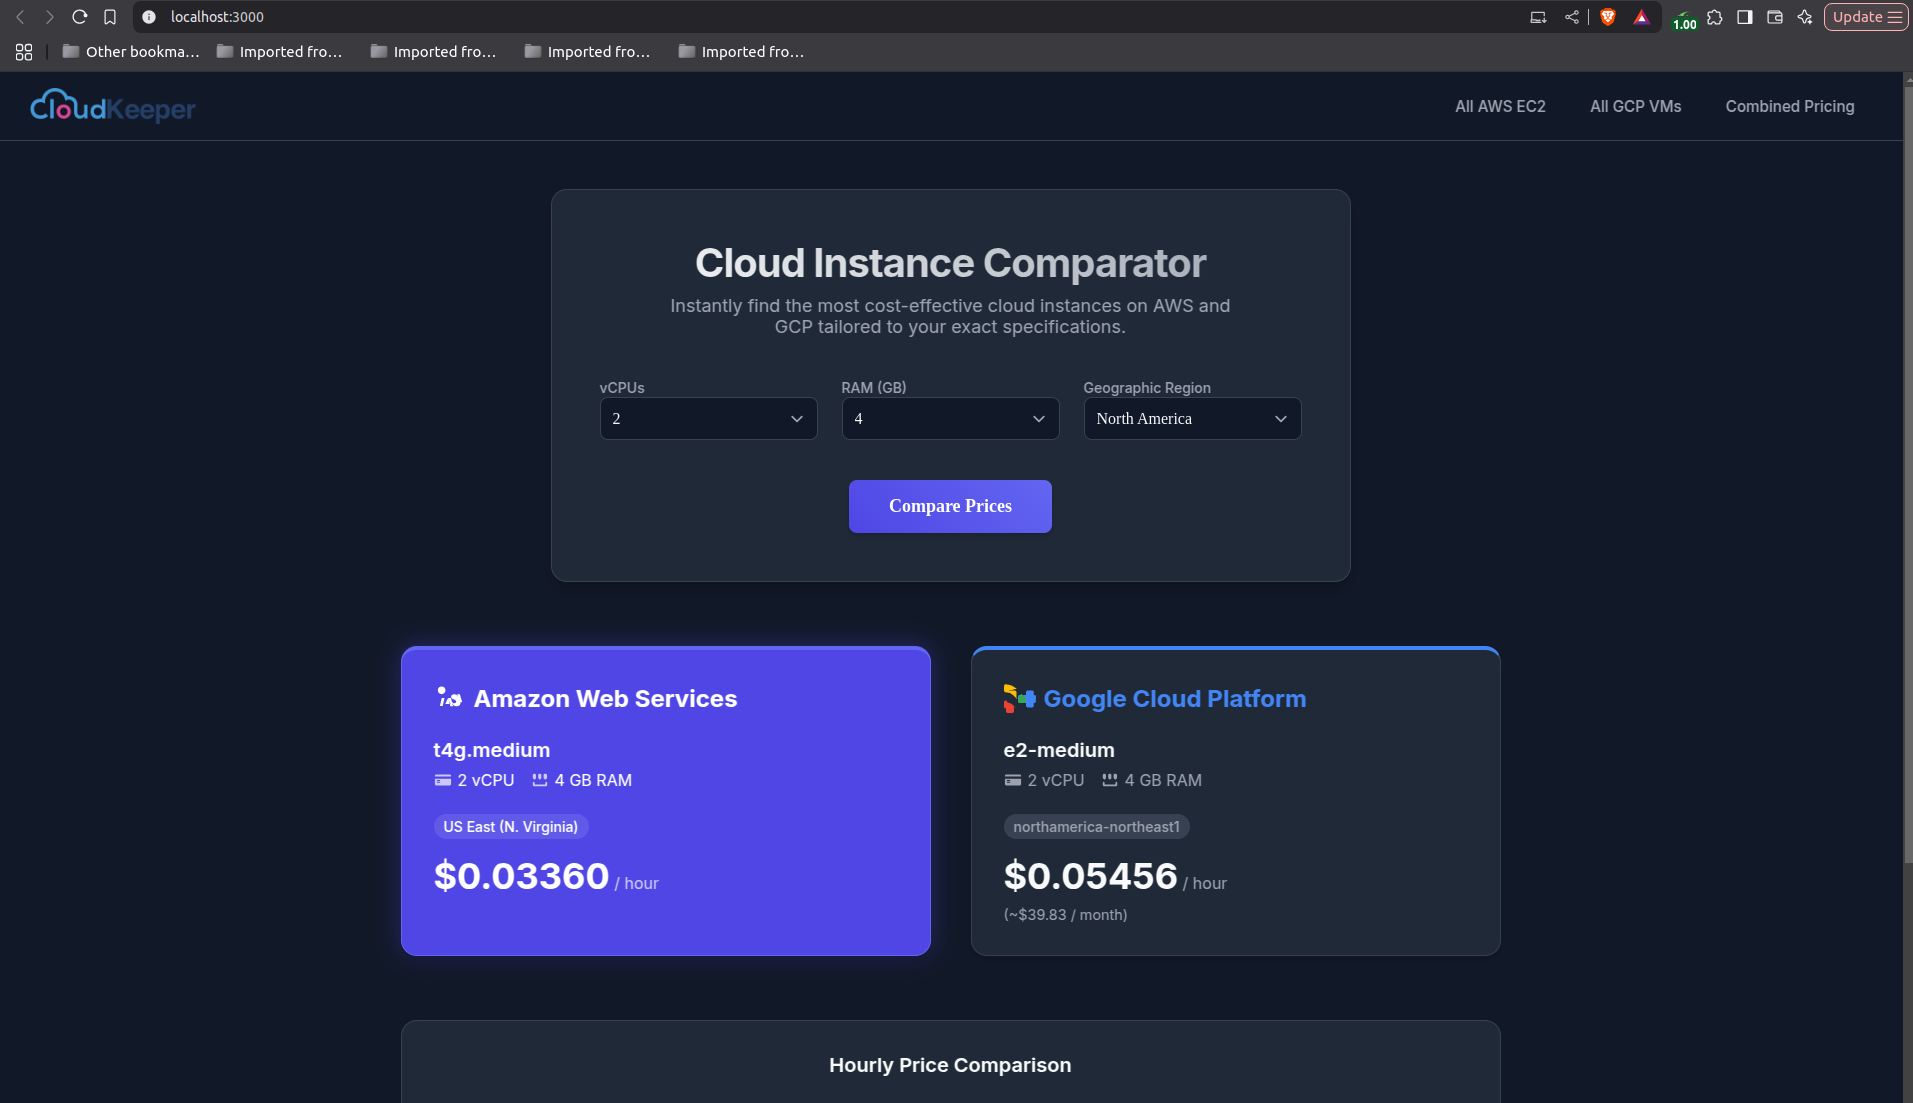 localhost:3000
1.00
Update
Other bookma...
Imported fro...
Imported fro...
Imported fro...
Imported fro...
CloudKeeper
All AWS EC2
All GCP VMs
Combined Pricing
Cloud Instance Comparator
Instantly find the most cost-effective cloud instances on AWS and
GCP tailored to your exact specifications.
vCPUs
RAM (GB)
Geographic Region
2
4
North America
Compare Prices
Amazon Web Services
t4g.medium
2 vCPU 4 GB RAM
US East (N. Virginia)
$0.03360 / hour
Google Cloud Platform
e2-medium
2 vCPU 4 GB RAM
northamerica-northeast1
$0.05456 / hour
(~$39.83 / month)
Hourly Price Comparison